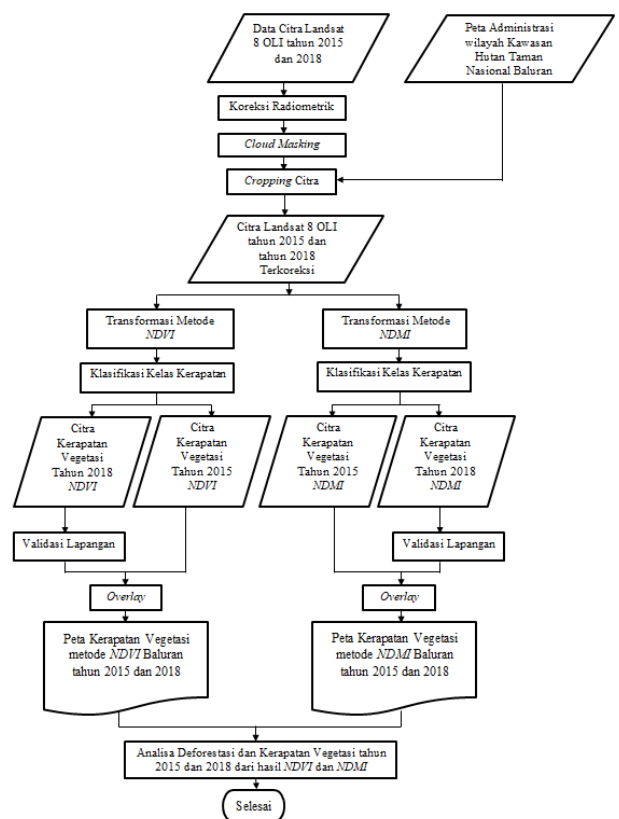 Data Citra Landsat
8 OLI tahun 2015
dan 2018
Peta Administrasi
wilayah Kawasan
Hutan Taman
Nasional Baluran
Koreksi Radiometrik
Cloud Masking
Cropping Citra
Citra Landsat 8 OLI
tahun 2015 dan
tahun 2018
Terkoreksi
Transformasi Metode
NDVI
Transformasi Metode
NDMI
Klasifikasi Kelas Kerapatan
Klasifikasi Kelas Kerapatan
Citra
Kerapatan
Vegetasi
Tahun 2018
NDVI
Citra
Kerapatan
Vegetasi
Tahun 2015
NDVI
Citra
Kerapatan
Vegetasi
Tahun 2015
NDMI
Citra
Kerapatan
Vegetasi
Tahun 2018
NDMI
Validasi Lapangan
Validasi Lapangan
Overlay
Overlay
Peta Kerapatan Vegetasi
metode NDVI Baluran
tahun 2015 dan 2018
Peta Kerapatan Vegetasi
metode NDMI Baluran
tahun 2015 dan 2018
Analisa Deforestasi dan Kerapatan Vegetasi tahun
2015 dan 2018 dari hasil NDVI dan NDMI
Selesai